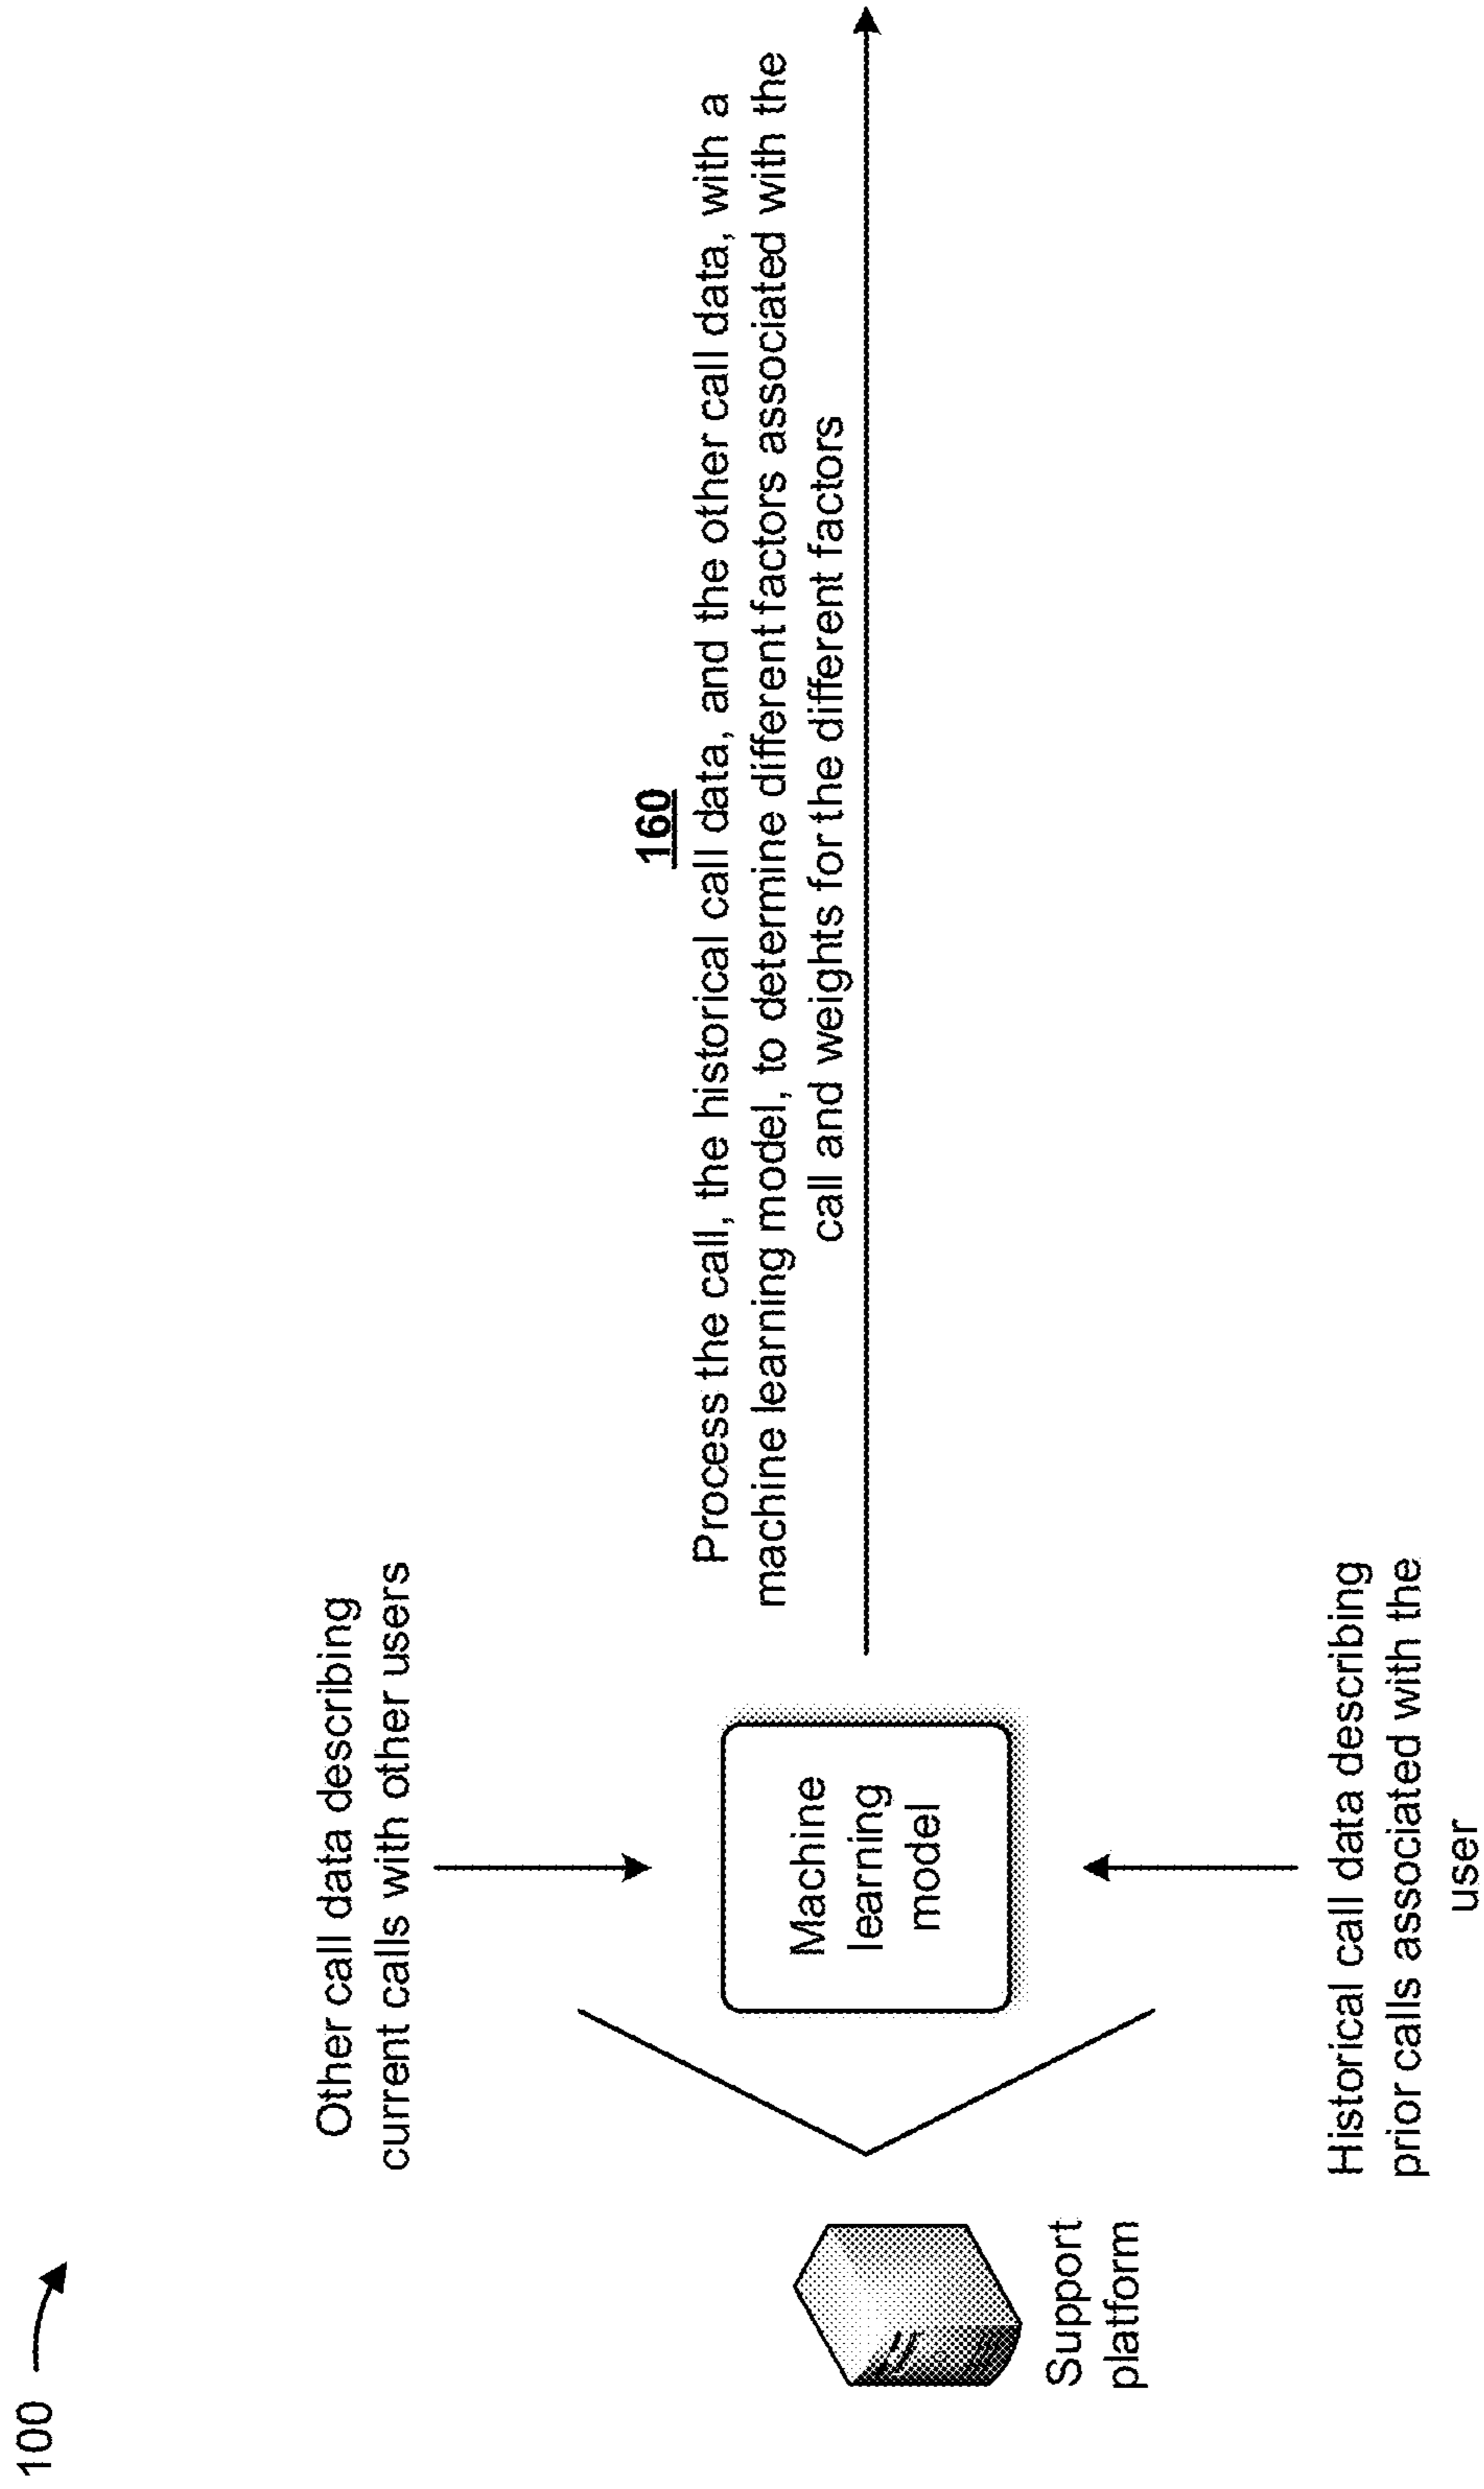 100
Other call data describing
current calls with other users
160
Process the call, the historical call data, and the other call data, with a
machine learning model, to determine different factors associated with the
call and weights for the different factors
Machine
learning
model
Support
platform
Historical call data describing
prior calls associated with the
user